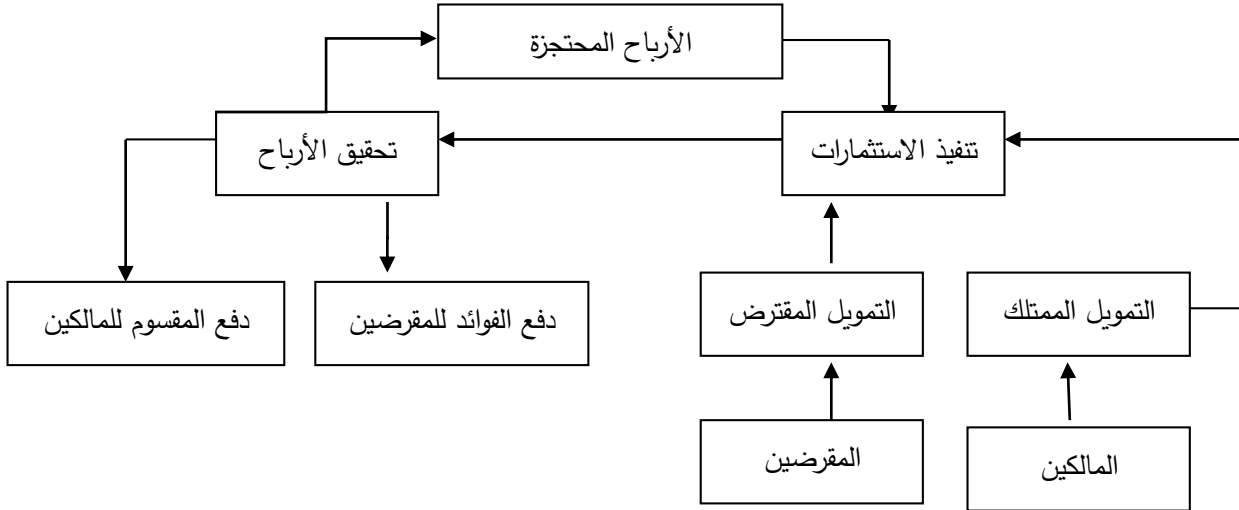 الأرباح المحتجزة
تنفيذ الاستثمارات
تحقيق الأرباح
التمويل الممتلك
التمويل المقترض
دفع الفوائد للمقرضين
دفع المقسوم للمالكين
المالكين
المقرضين